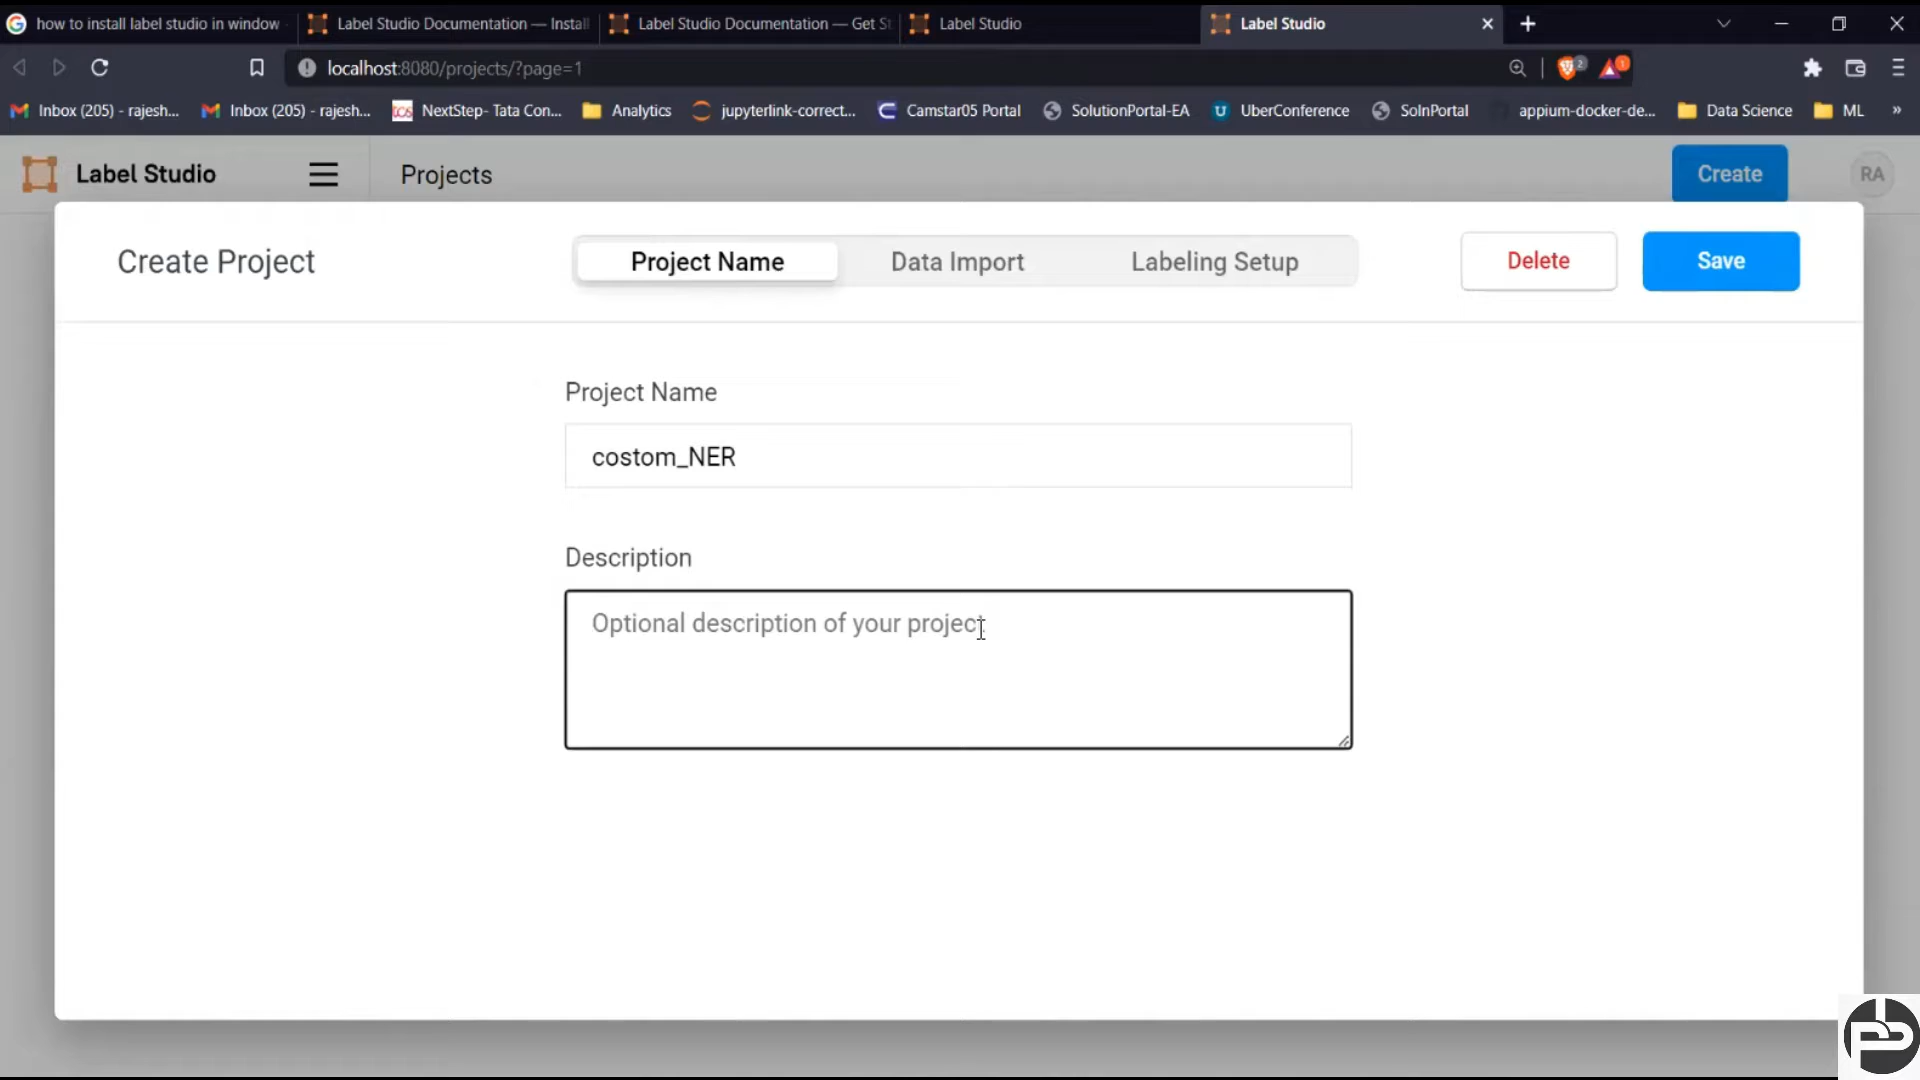 how to install label studio in window
Label Studio Documentation — Instal
Label Studio Documentation — Get St
Label Studio
Label Studio
localhost:8080/projects/?page=1
2
1
Inbox (205) - rajesh...
Inbox (205) - rajesh...
NextStep- Tata Con...
Analytics
jupyterlink-correct...
Camstar05 Portal
SolutionPortal-EA
UberConference
SolnPortal
appium-docker-de...
Data Science
ML
»
Label Studio
Projects
Create
RA
Create Project
Project Name
Data Import
Labeling Setup
Delete
Save
Project Name
costom_NER
Description
Optional description of your project